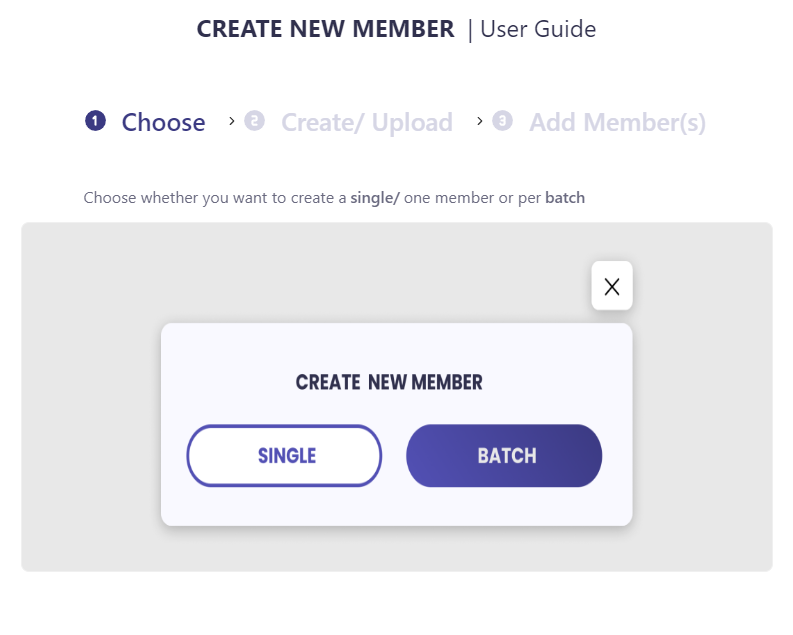 CREATE NEW MEMBER | User Guide
1 Choose > 2 Create/ Upload > 3 Add Member(s)
Choose whether you want to create a single/ one member or per batch
X
CREATE NEW MEMBER
SINGLE BATCH